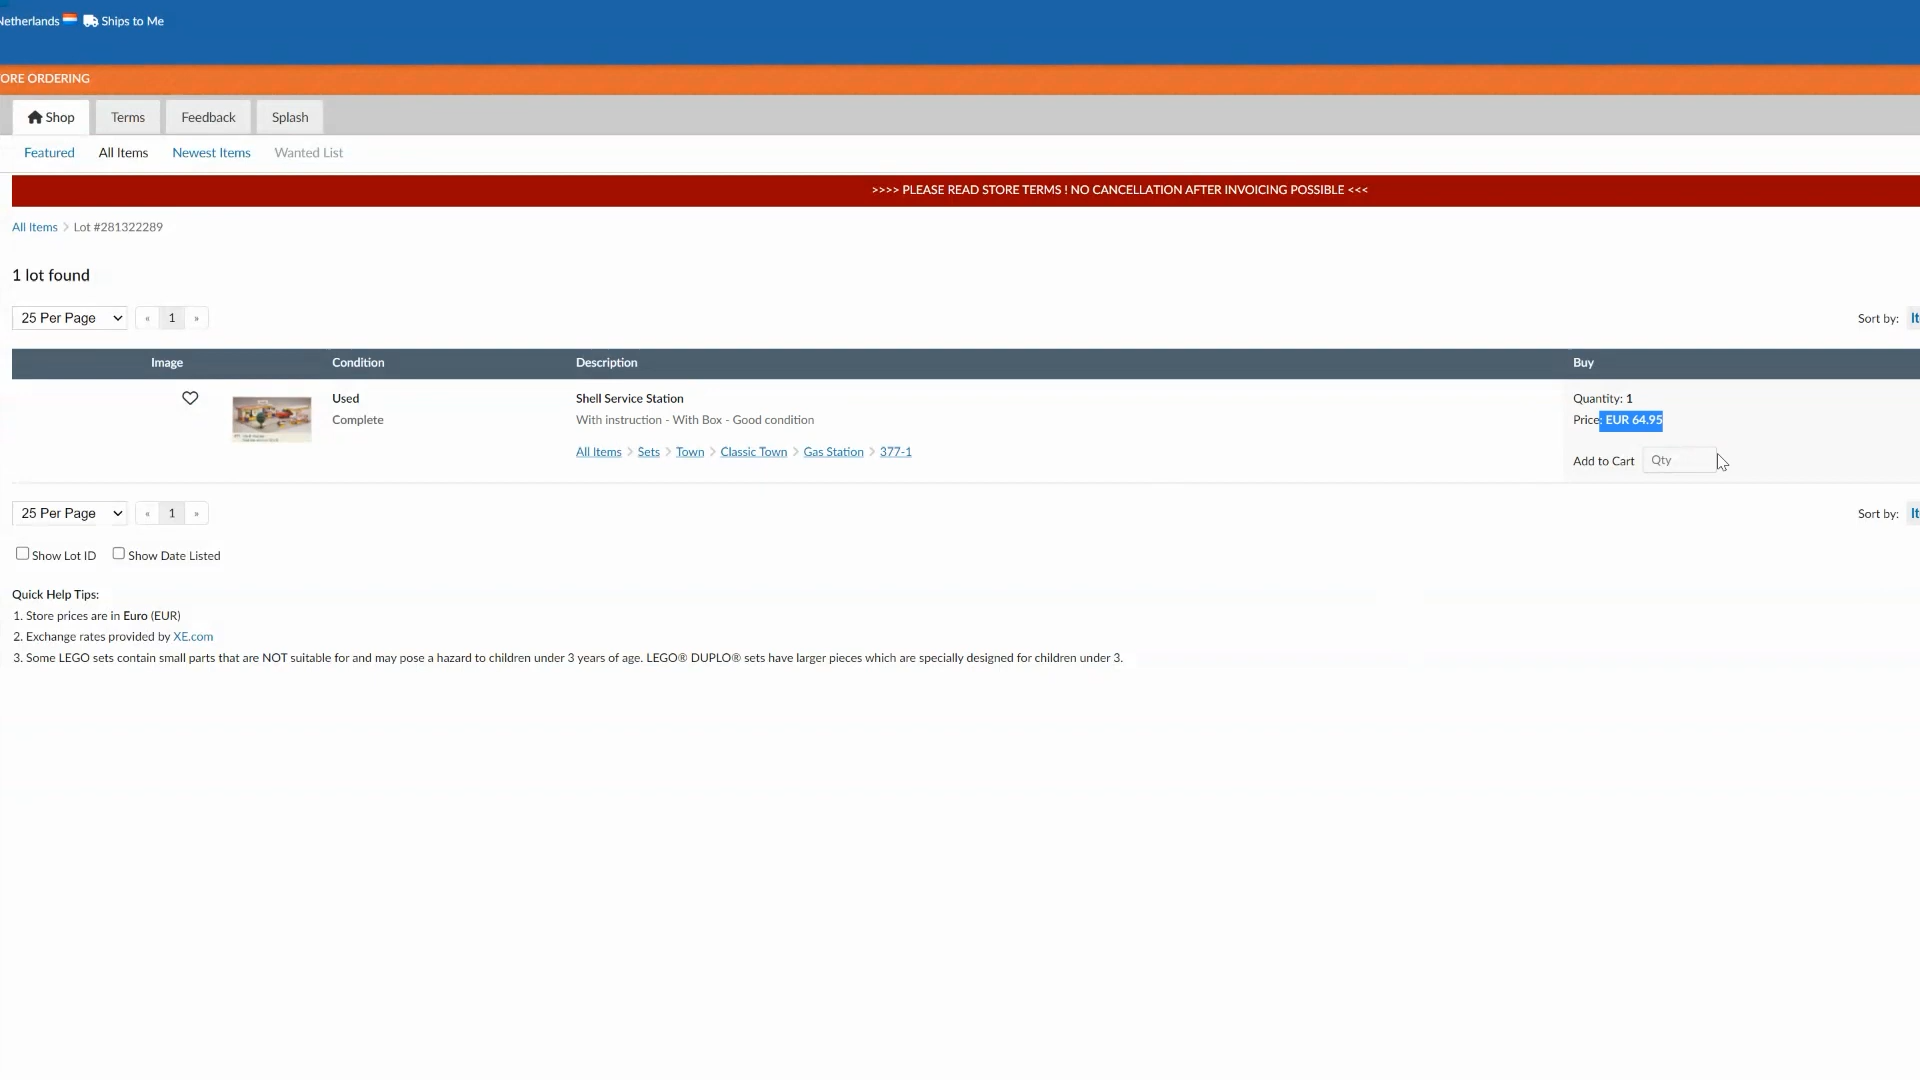 Netherlands Ships to Me
ORE ORDERING
Shop Terms Feedback Splash
Featured All Items Newest Items Wanted List
>>>> PLEASE READ STORE TERMS ! NO CANCELLATION AFTER INVOICING POSSIBLE <<<
All Items > Lot #281322289
1 lot found
25 Per Page « 1 » Sort by: It
Image Condition Description Buy
Used Shell Service Station Quantity: 1
Complete With instruction - With Box - Good condition Price: EUR 64.95
All Items > Sets > Town > Classic Town > Gas Station > 377-1 Add to Cart Qty
25 Per Page « 1 » Sort by: It
Show Lot ID Show Date Listed
Quick Help Tips:
1. Store prices are in Euro (EUR)
2. Exchange rates provided by XE.com
3. Some LEGO sets contain small parts that are NOT suitable for and may pose a hazard to children under 3 years of age. LEGO® DUPLO® sets have larger pieces which are specially designed for children under 3.